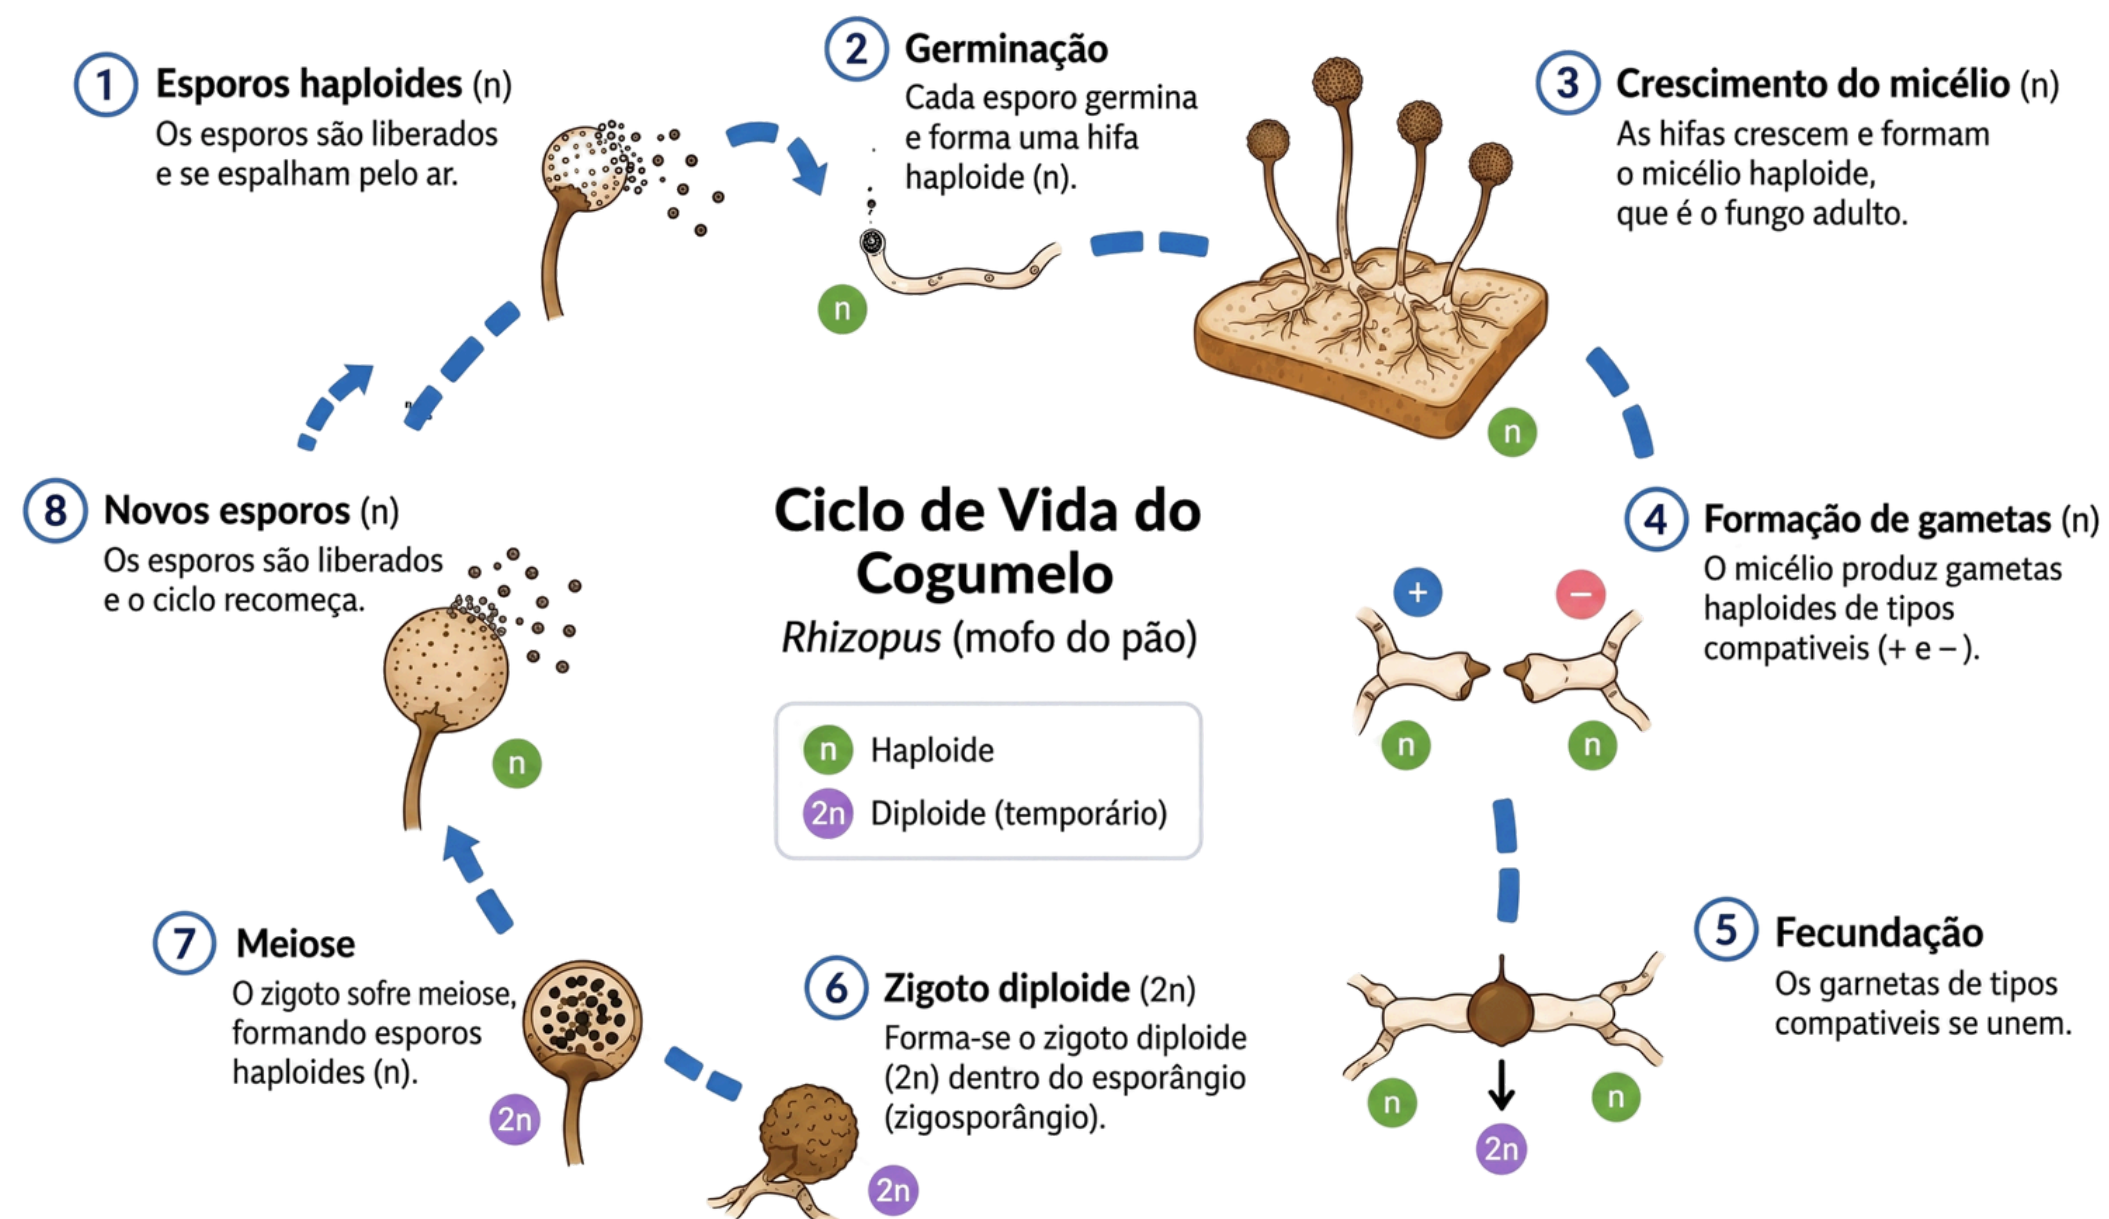 1
Esporos haploides (n)
Os esporos são liberados
e se espalham pelo ar.
2
Germinação
Cada esporo germina
e forma uma hifa
haploide (n).
n
3
Crescimento do micélio (n)
As hifas crescem e formam
o micélio haploide,
que é o fungo adulto.
n
4
Formação de gametas (n)
O micélio produz gametas
haploides de tipos
compativeis (+ e –).
+
–
n
n
5
Fecundação
Os garnetas de tipos
compativeis se unem.
n
n
2n
6
Zigoto diploide (2n)
Forma-se o zigoto diploide
(2n) dentro do esporângio
(zigosporângio).
2n
7
Meiose
O zigoto sofre meiose,
formando esporos
haploides (n).
2n
8
Novos esporos (n)
Os esporos são liberados
e o ciclo recomeça.
n
Ciclo de Vida do
Cogumelo
Rhizopus (mofo do pão)
n Haploide
2n Diploide (temporário)